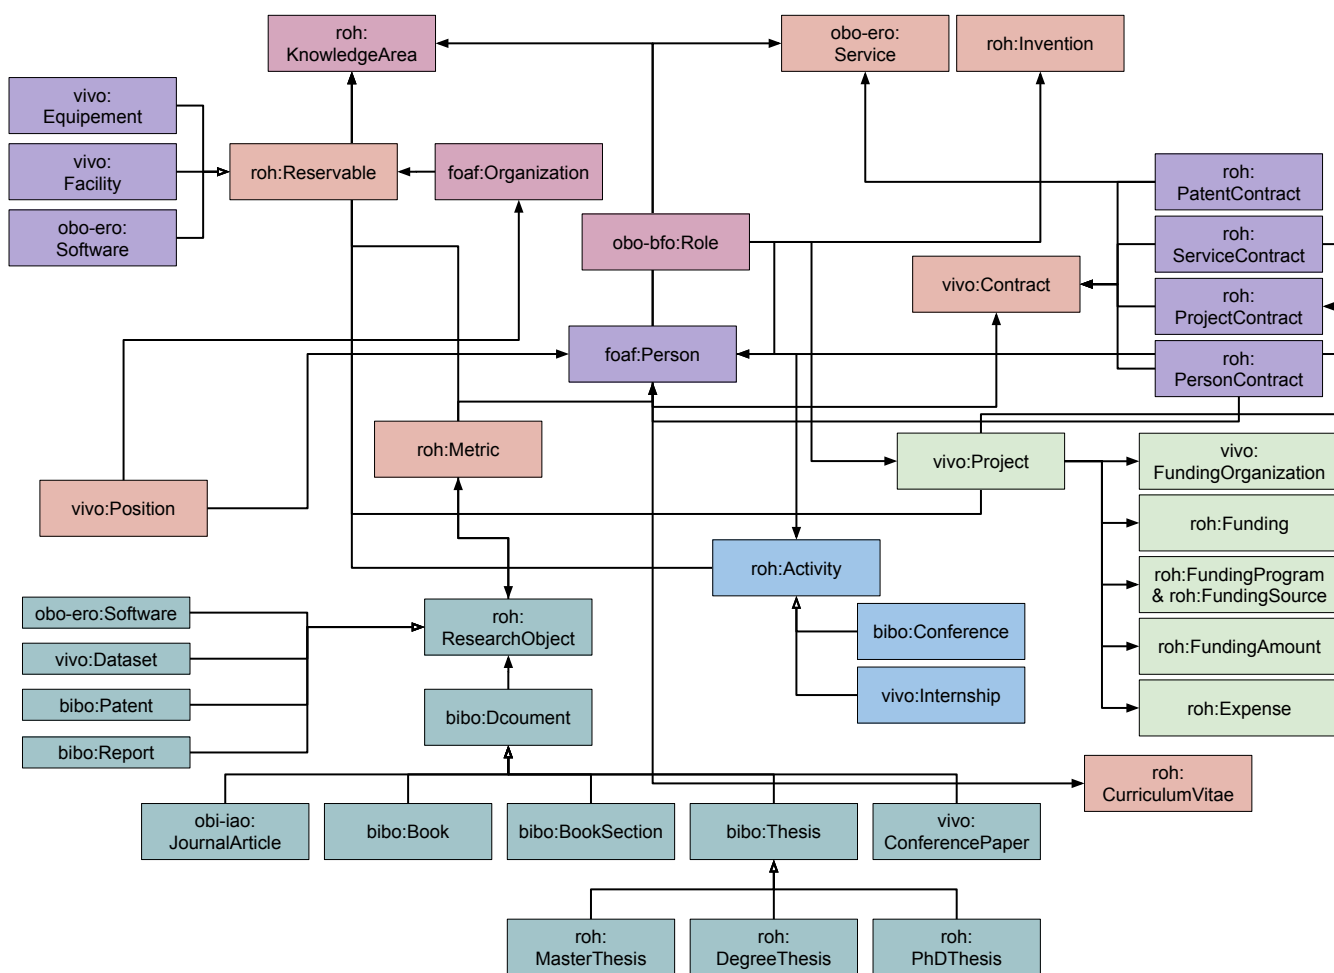 roh:
KnowledgeArea
obo-ero:
Service
roh:Invention
vivo:
Equipement
vivo:
Facility
obo-ero:
Software
roh:Reservable
foaf:Organization
obo-bfo:Role
roh:
PatentContract
roh:
ServiceContract
roh:
ProjectContract
roh:
PersonContract
vivo:Contract
foaf:Person
roh:Metric
vivo:Project
vivo:
FundingOrganization
vivo:Position
roh:Funding
roh:Activity
roh:FundingProgram
& roh:FundingSource
obo-ero:Software
roh:
ResearchObject
bibo:Conference
roh:FundingAmount
vivo:Dataset
bibo:Patent
bibo:Dcoument
vivo:Internship
roh:Expense
bibo:Report
roh:
CurriculumVitae
obi-iao:
JournalArticle
bibo:Book
bibo:BookSection
bibo:Thesis
vivo:
ConferencePaper
roh:
MasterThesis
roh:
DegreeThesis
roh:
PhDThesis